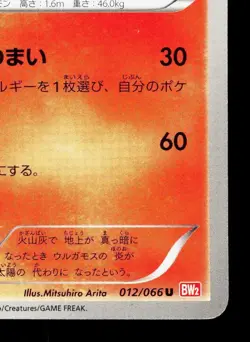 モン 高さ：1.6m 重さ：46.0kg
のまい 30
ルギーを1枚選び、自分のポケ
60
にする。
火山灰で 地上が 真っ暗に
なったとき ウルガモスの 炎が
太陽の 代わりに なったという。
Illus.Mitsuhiro Arita 012/066 U BW2
o/Creatures/GAME FREAK.